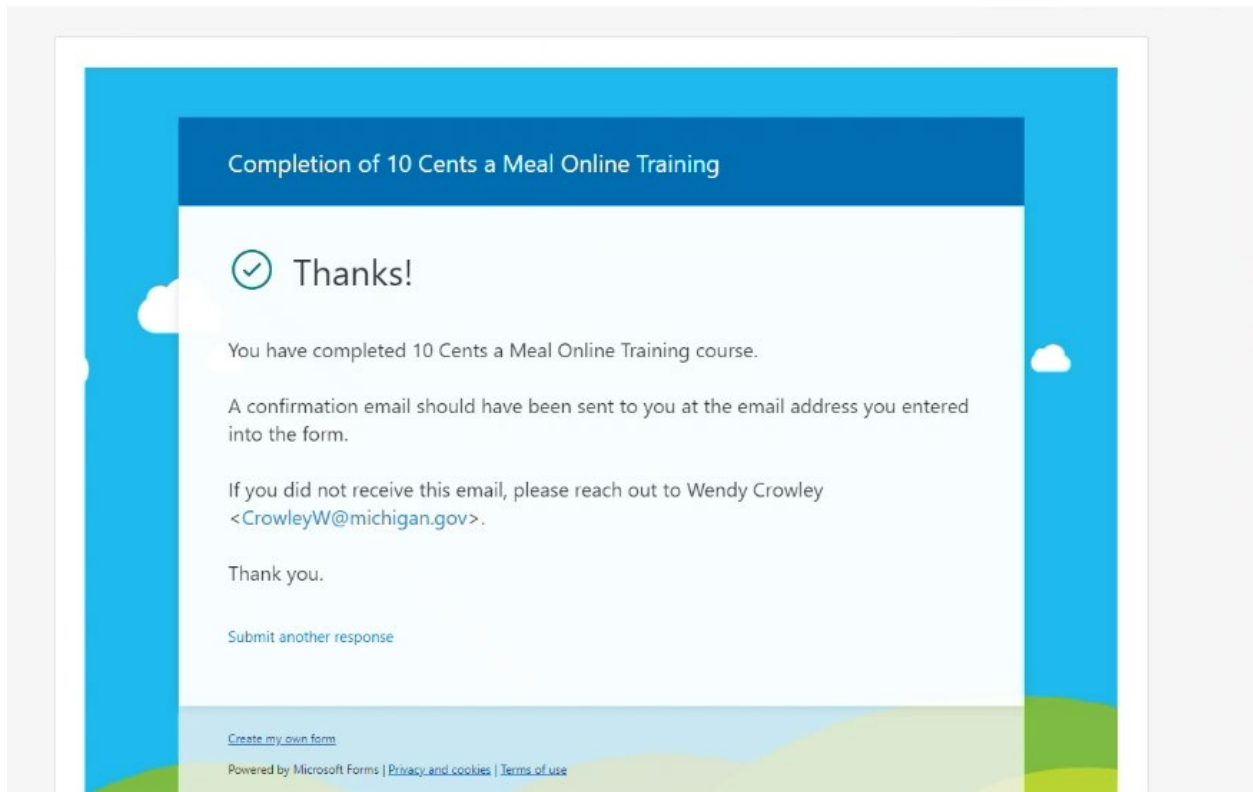 Completion of 10 Cents a Meal Online Training
Thanks!
You have completed 10 Cents a Meal Online Training course.
A confirmation email should have been sent to you at the email address you entered
into the form.
If you did not receive this email, please reach out to Wendy Crowley
<CrowleyW@michigan.gov>.
Thank you.
Submit another response
Create my own form
Powered by Microsoft Forms | Privacy and cookies | Terms of use